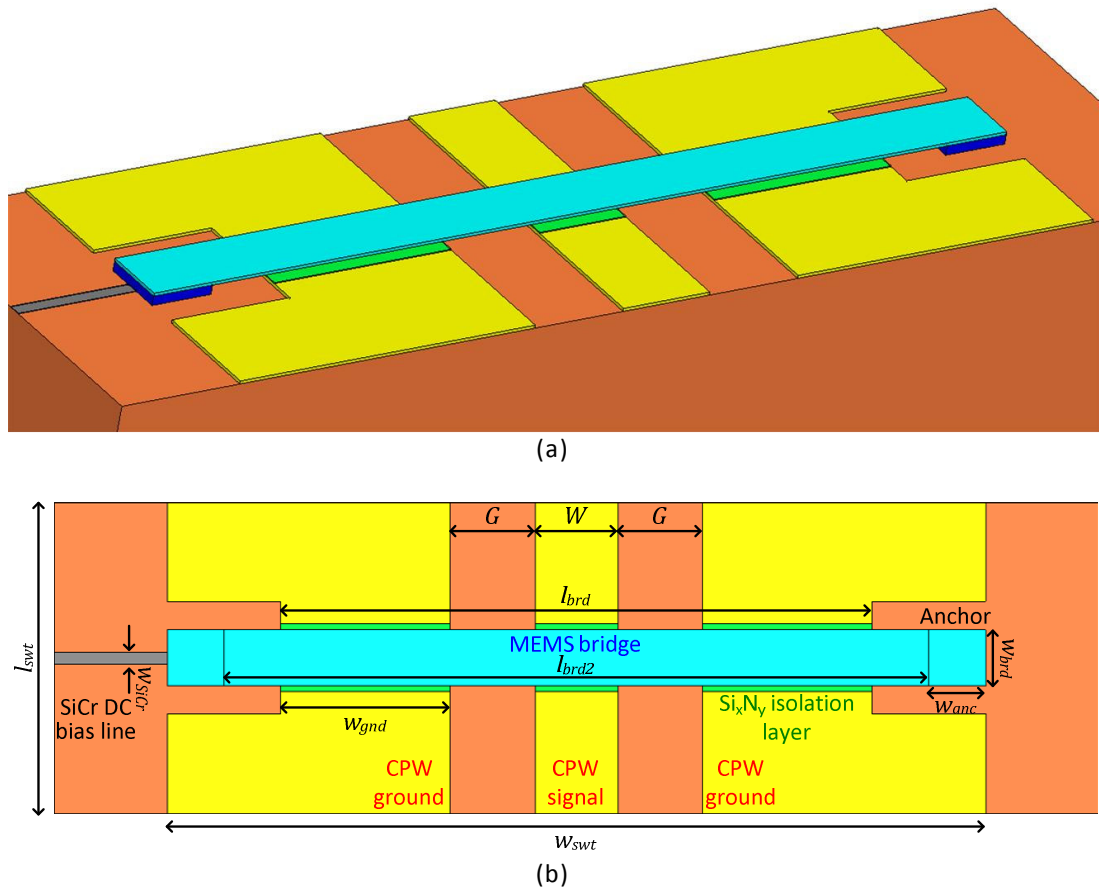 (a)
G
W
G
l_brd
Anchor
MEMS bridge
l_brd2
l_swt
w_SiCr
w_brd
SiCr DC
bias line
w_gnd
Si_xN_y isolation
layer
w_anc
CPW
ground
CPW
signal
CPW
ground
w_swt
(b)